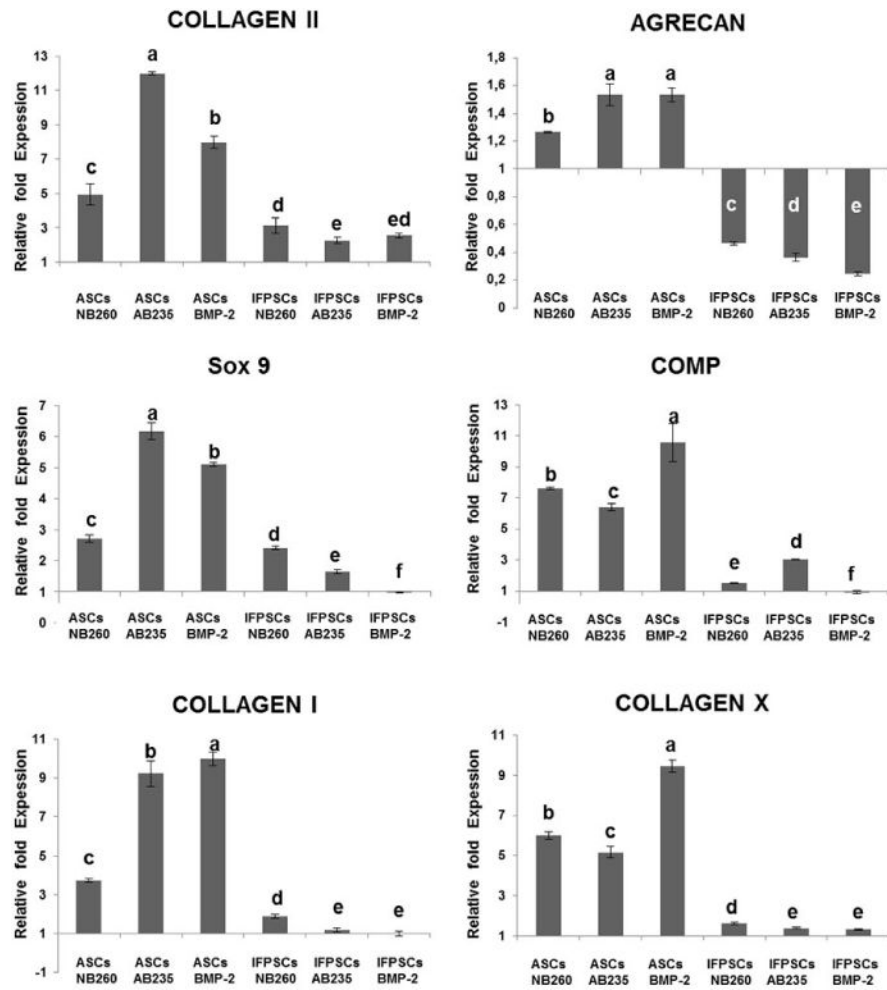 COLLAGEN II
Relative fold Expession
13
11
9
7
5
3
1
c
a
b
d
e
ed
ASCs NB260
ASCs AB235
ASCs BMP-2
IFPSCs NB260
IFPSCs AB235
IFPSCs BMP-2
AGRECAN
Relative fold Expession
1,8
1,6
1,4
1,2
1
0,8
0,6
0,4
0,2
0
b
a
a
c
d
e
ASCs NB260
ASCs AB235
ASCs BMP-2
IFPSCs NB260
IFPSCs AB235
IFPSCs BMP-2
Sox 9
Relative fold Expession
7
6
5
4
3
2
1
0
c
a
b
d
e
f
ASCs NB260
ASCs AB235
ASCs BMP-2
IFPSCs NB260
IFPSCs AB235
IFPSCs BMP-2
COMP
Relative fold Expession
13
11
9
7
5
3
1
-1
b
c
a
e
d
f
ASCs NB260
ASCs AB235
ASCs BMP-2
IFPSCs NB260
IFPSCs AB235
IFPSCs BMP-2
COLLAGEN I
Relative fold Expession
11
9
7
5
3
1
-1
c
b
a
d
e
e
ASCs NB260
ASCs AB235
ASCs BMP-2
IFPSCs NB260
IFPSCs AB235
IFPSCs BMP-2
COLLAGEN X
Relative fold Expession
11
9
7
5
3
1
b
c
a
d
e
e
ASCs NB260
ASCs AB235
ASCs BMP-2
IFPSCs NB260
IFPSCs AB235
IFPSCs BMP-2